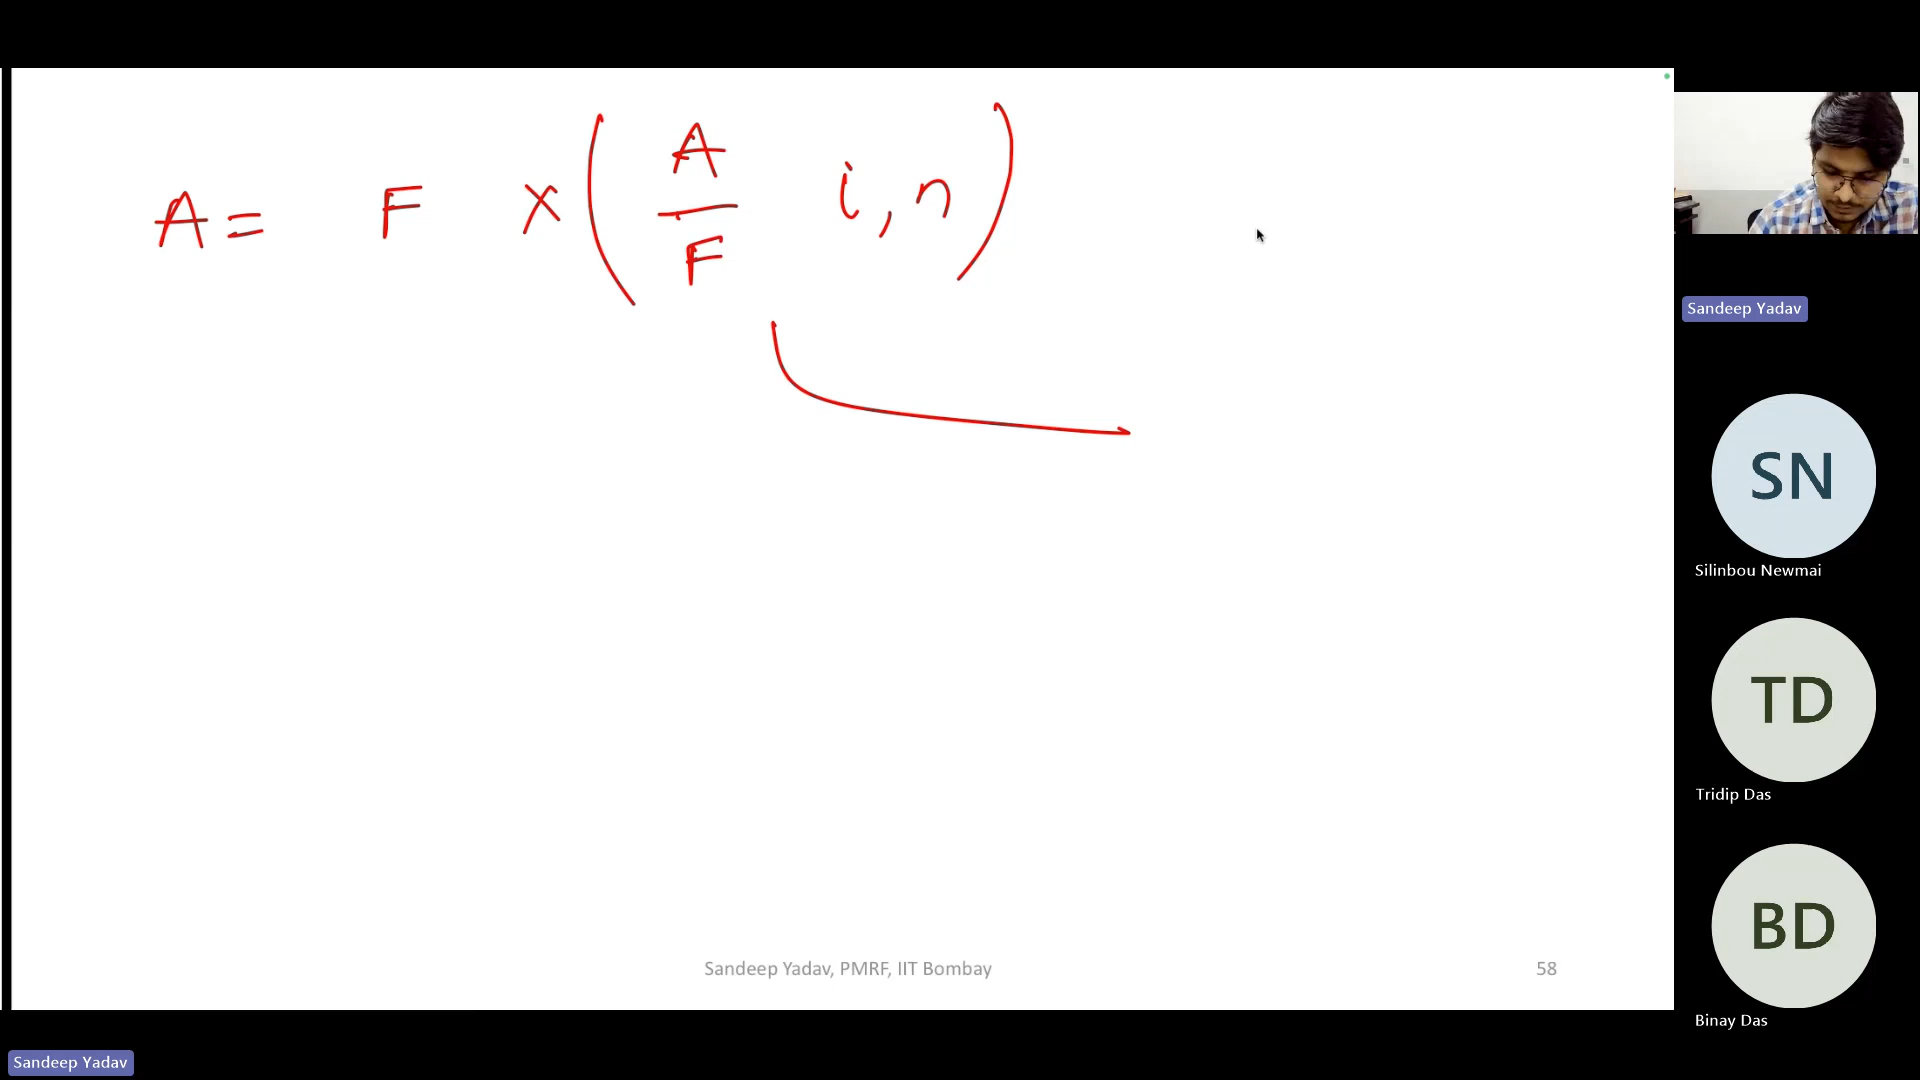 A = F × (A/F i, n)
Sandeep Yadav
SN
Silinbou Newmai
TD
Tridip Das
BD
Binay Das
Sandeep Yadav, PMRF, IIT Bombay
58
Sandeep Yadav